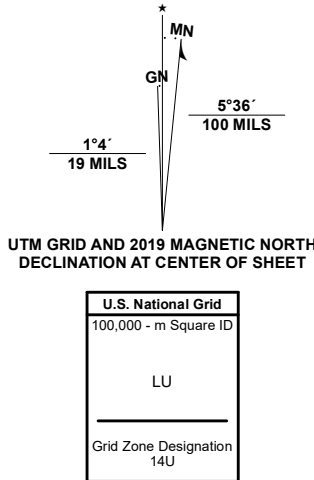 ★
MN
GN
5°36´
100 MILS
1°4´
19 MILS
UTM GRID AND 2019 MAGNETIC NORTH
DECLINATION AT CENTER OF SHEET
U.S. National Grid
100,000 - m Square ID
LU
Grid Zone Designation
14U